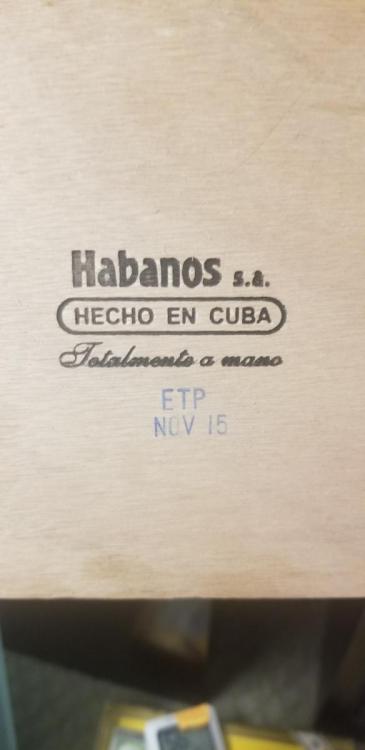 Habanos s.a.
HECHO EN CUBA
Totalmente a mano
ETP
NOV 15